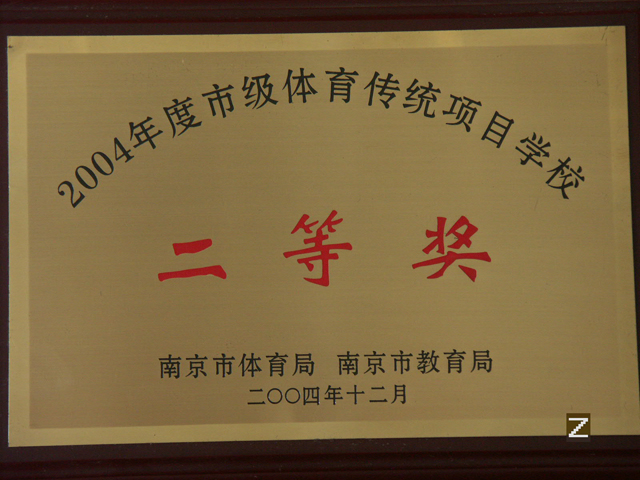 2004年度市级体育传统项目学校
二等奖
南京市体育局 南京市教育局
二〇〇四年十二月
Z